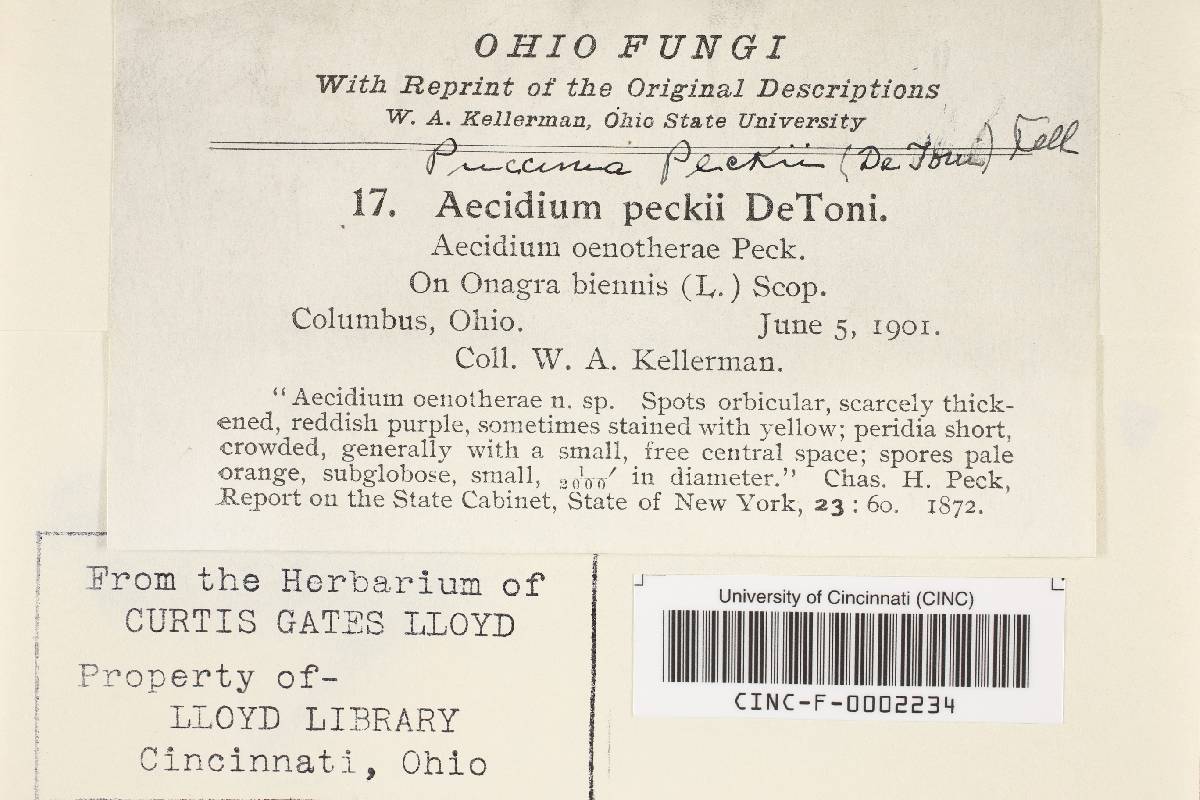 OHIO FUNGI
With Reprint of the Original Descriptions
W. A. Kellerman, Ohio State University
Puccinia Peckii (De Toni) Kell
17. Aecidium peckii DeToni.
Aecidium oenotherae Peck.
On Onagra biennis (L.) Scop.
Columbus, Ohio. June 5, 1901.
Coll. W. A. Kellerman.
“Aecidium oenotherae n. sp. Spots orbicular, scarcely thick-
ened, reddish purple, sometimes stained with yellow; peridia short,
crowded, generally with a small, free central space; spores pale
orange, subglobose, small, 1/2000′ in diameter.” Chas. H. Peck,
Report on the State Cabinet, State of New York, 23 : 60. 1872.
From the Herbarium of
CURTIS GATES LLOYD
Property of-
LLOYD LIBRARY
Cincinnati, Ohio
University of Cincinnati (CINC)
CINC-F-0002234